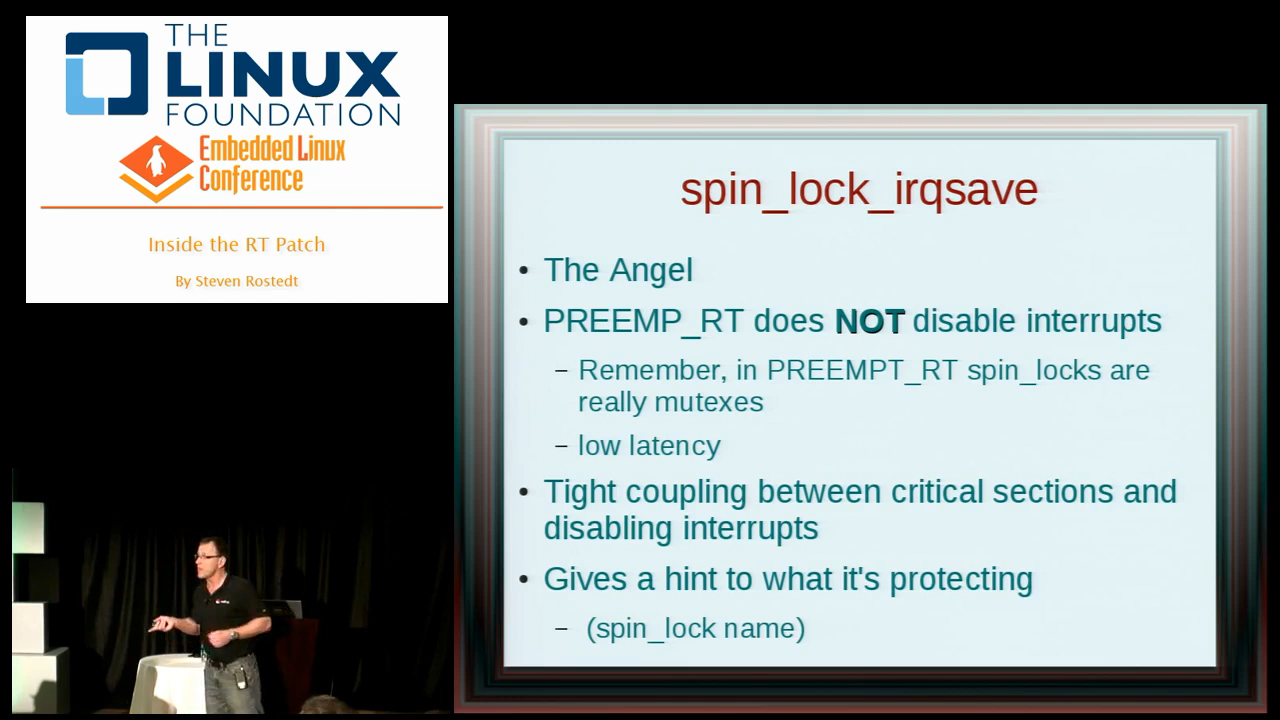 THE
LINUX
FOUNDATION
Embedded Linux
Conference
Inside the RT Patch
By Steven Rostedt
spin_lock_irqsave
• The Angel
• PREEMP_RT does NOT disable interrupts
– Remember, in PREEMPT_RT spin_locks are
really mutexes
– low latency
• Tight coupling between critical sections and
disabling interrupts
• Gives a hint to what it's protecting
– (spin_lock name)